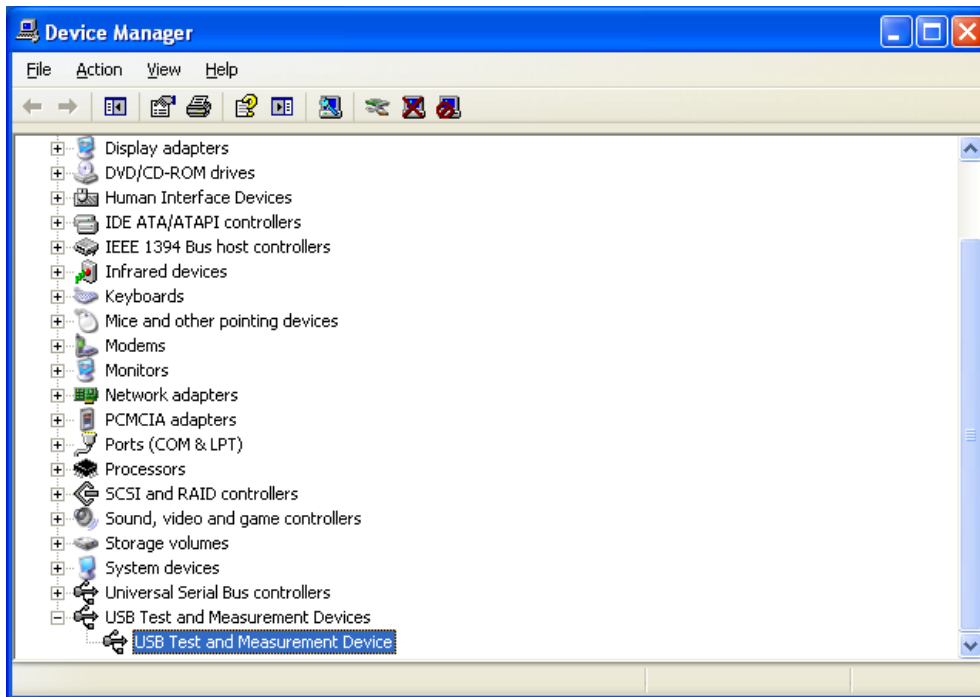 Device Manager
File Action View Help
Display adapters
DVD/CD-ROM drives
Human Interface Devices
IDE ATA/ATAPI controllers
IEEE 1394 Bus host controllers
Infrared devices
Keyboards
Mice and other pointing devices
Modems
Monitors
Network adapters
PCMCIA adapters
Ports (COM & LPT)
Processors
SCSI and RAID controllers
Sound, video and game controllers
Storage volumes
System devices
Universal Serial Bus controllers
USB Test and Measurement Devices
USB Test and Measurement Device